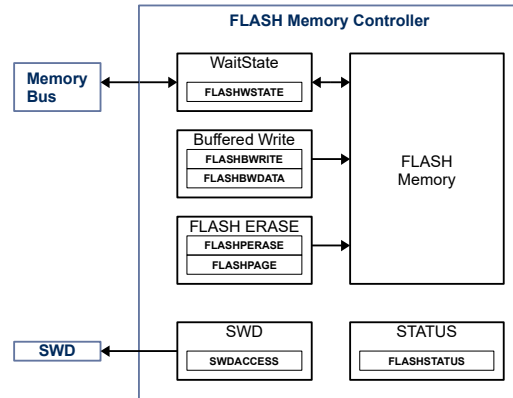 FLASH Memory Controller
Memory
Bus
WaitState
FLASHWSTATE
Buffered Write
FLASHBWRITE
FLASHBWDATA
FLASH
Memory
FLASH ERASE
FLASHPERASE
FLASHPAGE
SWD
SWD
SWDACCESS
STATUS
FLASHSTATUS